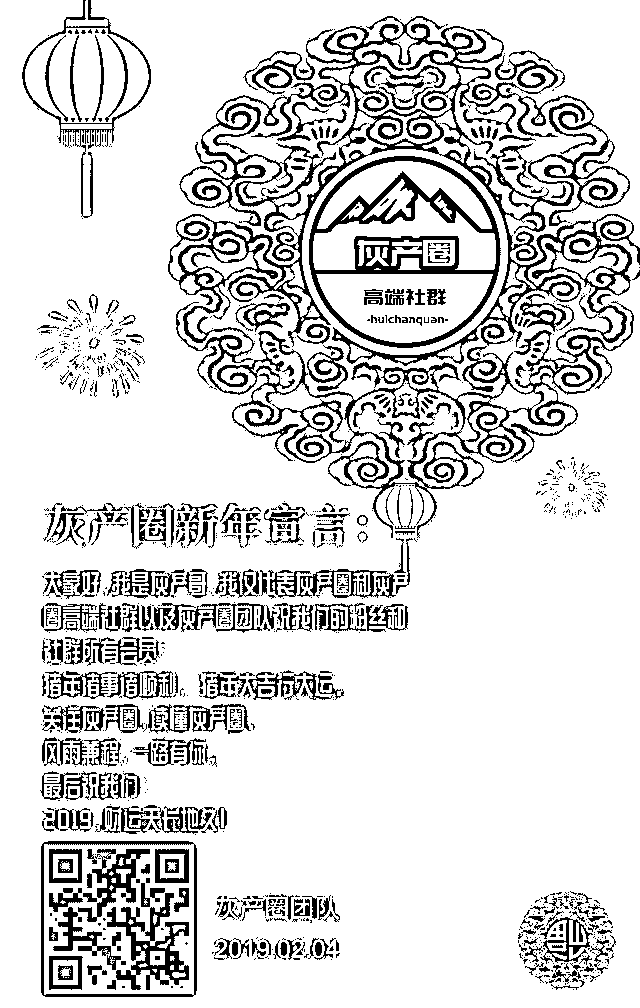 灰产圈
高端社群
-huichanquan-
灰产圈新年宣言：
大家好，我是灰产哥，我仅代表灰产圈和灰产
圈高端社群以及灰产圈团队祝我们的粉丝和
社群所有会员：
猪年诸事诸顺利。猪年大吉行大运。
关注灰产圈，读懂灰产圈、
风雨兼程，一路有你。
最后祝我们：
2019，财运天长地久！
灰产圈团队
2019.02.04